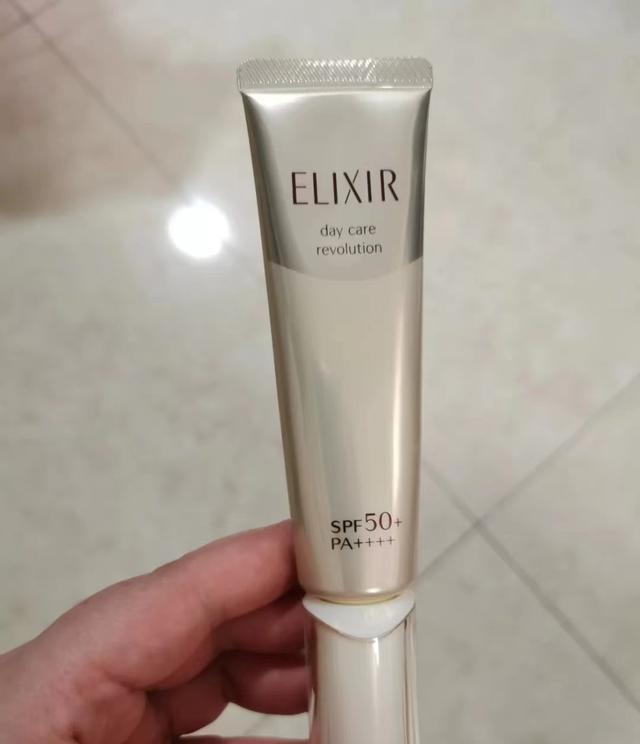 ELIXIR
day care
revolution
SPF50+
PA++++